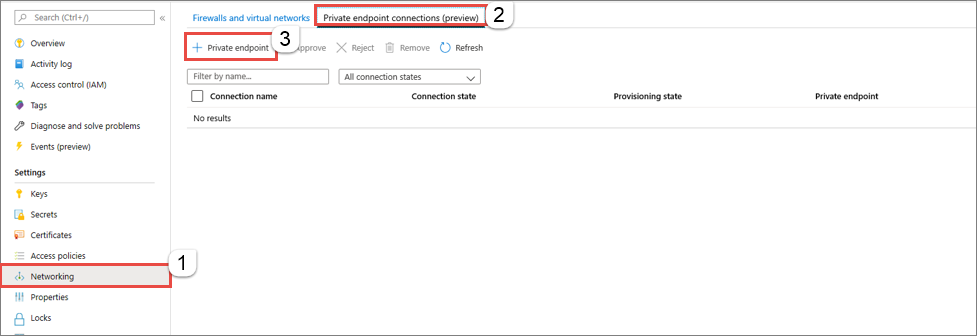 Search (Ctrl+/)
«
Overview
Activity log
Access control (IAM)
Tags
Diagnose and solve problems
Events (preview)
Settings
Keys
Secrets
Certificates
Access policies
Networking
1
Properties
Locks
Firewalls and virtual networks
Private endpoint connections (preview)
2
+ Private endpoint
3
Approve
Reject
Remove
Refresh
Filter by name...
All connection states
Connection name
Connection state
Provisioning state
Private endpoint
No results